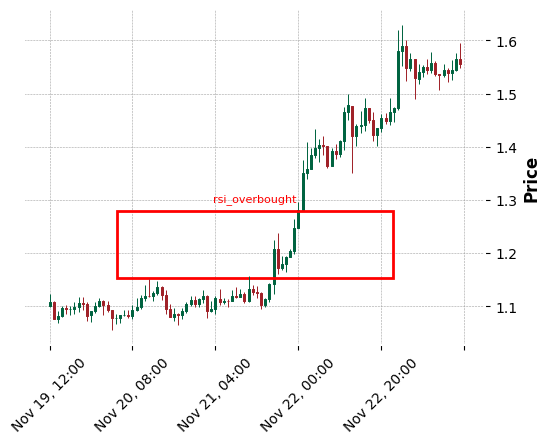 1.6
1.5
1.4
rsi_overbought
1.3
1.2
1.1
Price
Nov 19, 12:00
Nov 20, 08:00
Nov 21, 04:00
Nov 22, 00:00
Nov 22, 20:00